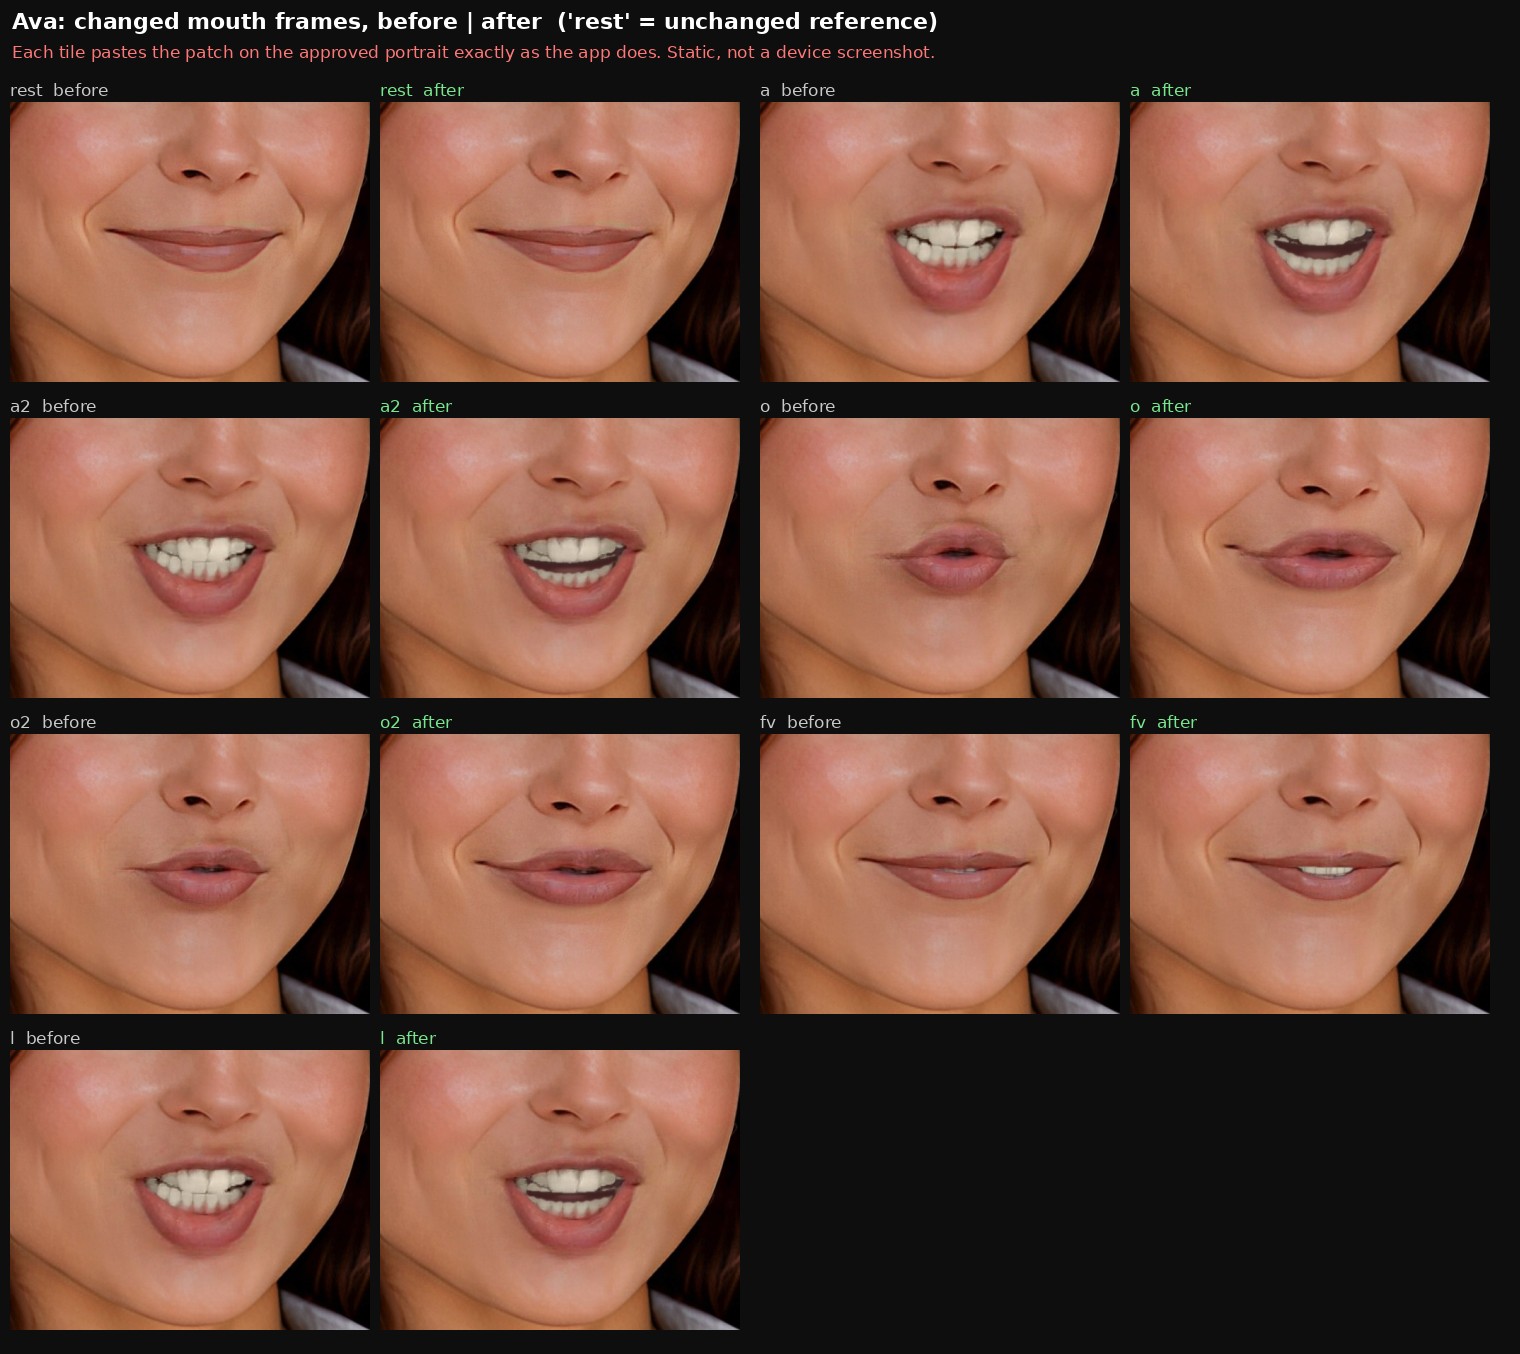 Ava: changed mouth frames, before | after  ('rest' = unchanged reference)
Each tile pastes the patch on the approved portrait exactly as the app does. Static, not a device screenshot.
rest  before
rest  after
a  before
a  after
a2  before
a2  after
o  before
o  after
o2  before
o2  after
fv  before
fv  after
l  before
l  after